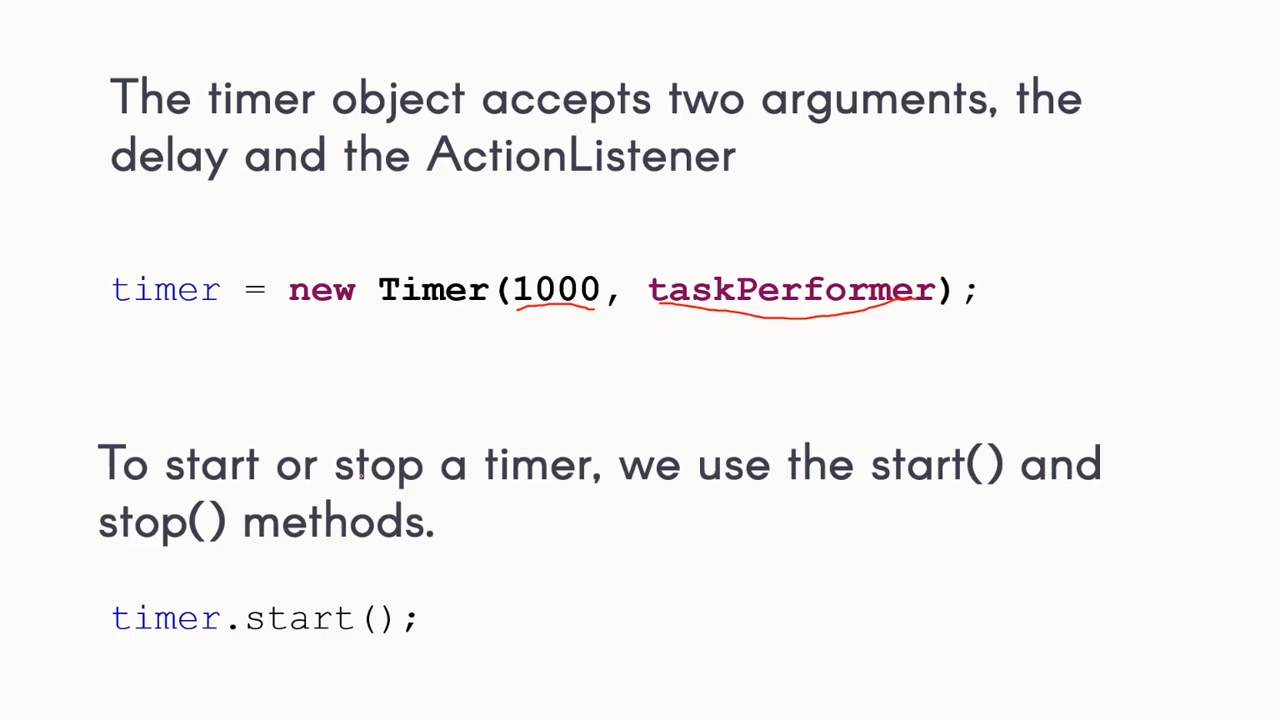 The timer object accepts two arguments, the
delay and the ActionListener
timer = new Timer(1000, taskPerformer);
To start or stop a timer, we use the start() and
stop() methods.
timer.start();